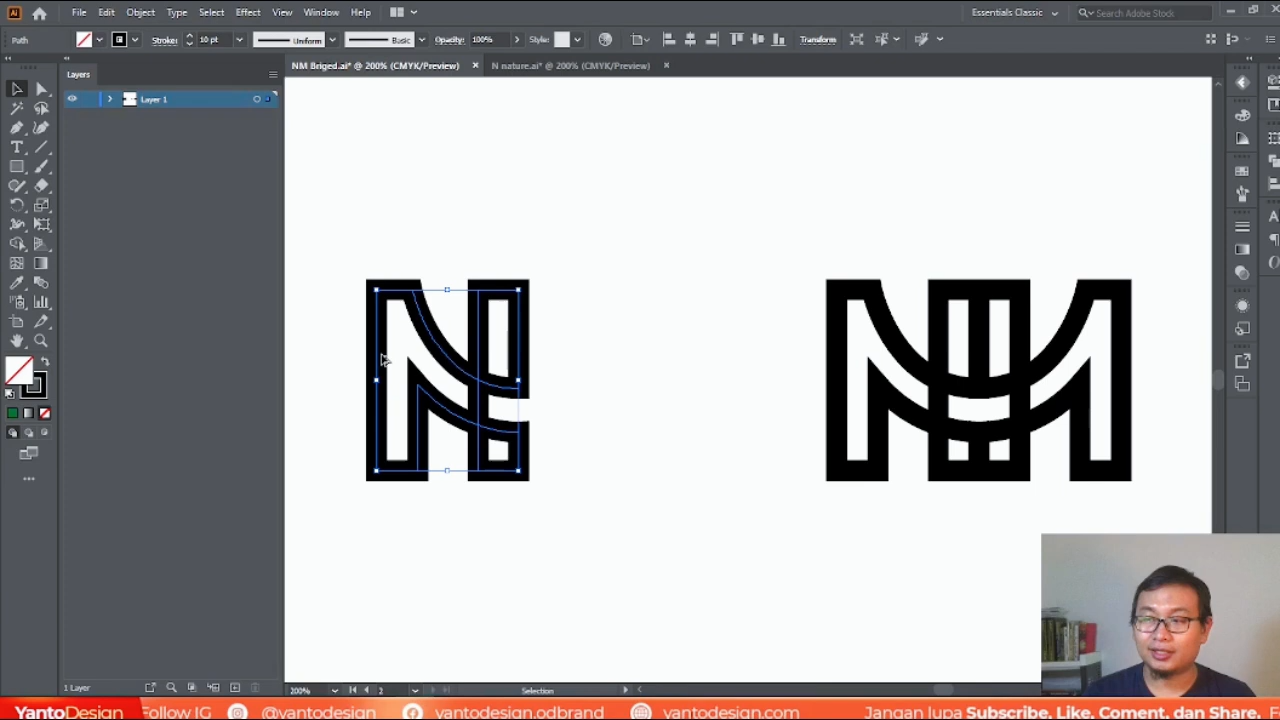 Ai File Edit Object Type Select Effect View Window Help Essentials Classic Search Adobe Stock
Path Stroke: 10 pt Uniform Basic Opacity: 100% Style: Transform
NM Briged.ai* @ 200% (CMYK/Preview) × N nature.ai* @ 200% (CMYK/Preview) ×
Layers
Layer 1
NM
1 Layer 200% 2 Selection
YantoDesign Follow IG @yantodesign yantodesign.odbrand yantodesign.com Jangan lupa Subscribe, Like, Coment, dan Share.